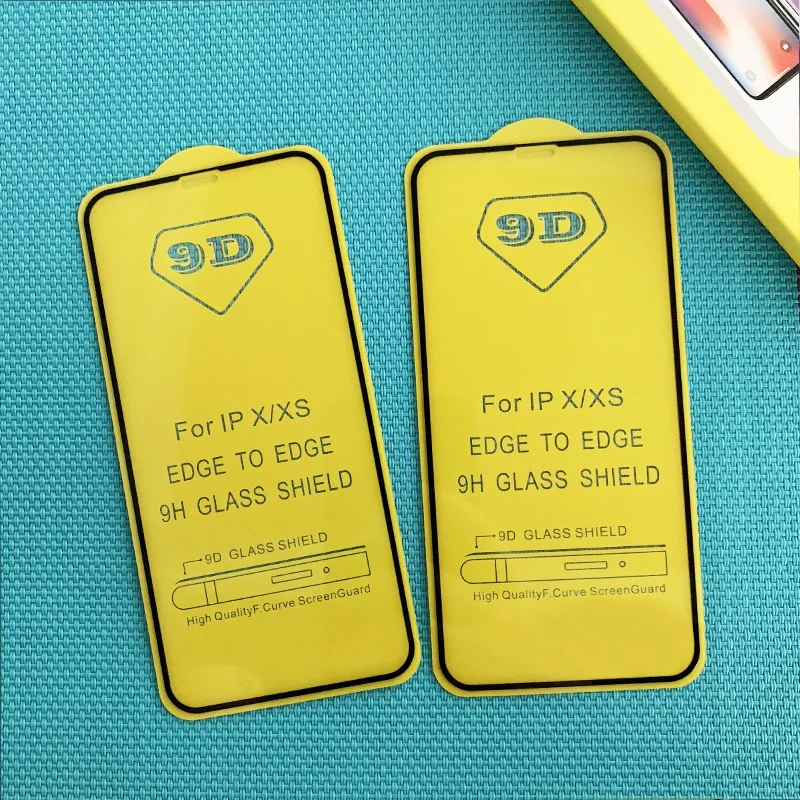 9D
For IP X/XS
EDGE TO EDGE
9H GLASS SHIELD
9D GLASS SHIELD
High QualityF.Curve ScreenGuard
9D
For IP X/XS
EDGE TO EDGE
9H GLASS SHIELD
9D GLASS SHIELD
High QualityF.Curve ScreenGuard